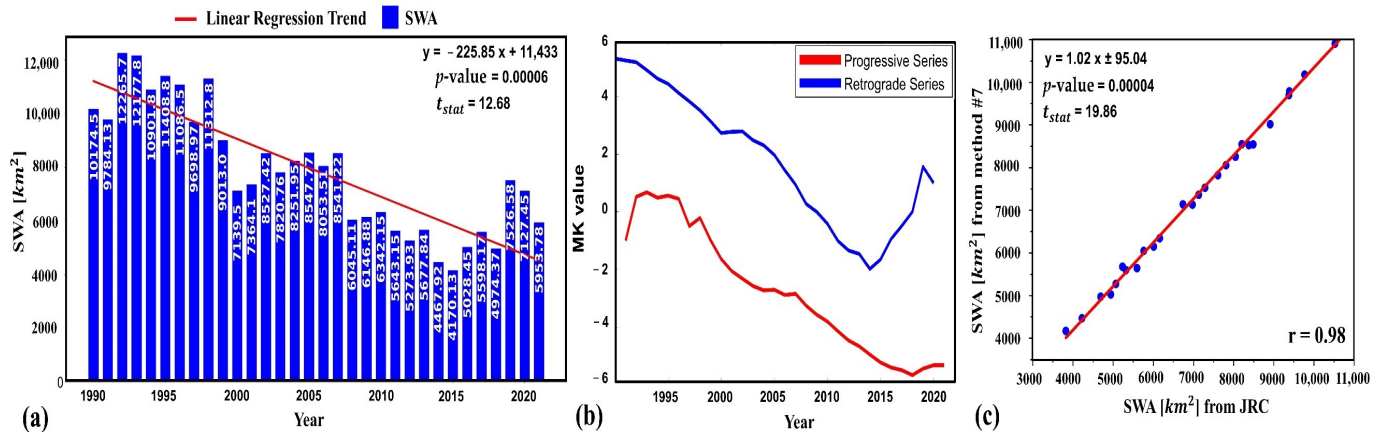 Linear Regression Trend SWA
y = − 225.85 x + 11,433
p-value = 0.00006
t_stat = 12.68
SWA [km²]
12,000
10,000
8000
6000
4000
2000
0
10174.5
9784.13
12265.7
12177.8
10901.8
11408.8
11086.5
9698.97
11312.8
9013.0
7139.5
7364.1
8527.42
7820.76
8251.95
8547.77
8053.51
8541.22
6045.11
6146.88
6342.15
5643.15
5273.93
5677.84
4467.92
4170.13
5028.45
5598.17
4974.37
7526.58
7127.45
5953.78
1990 1995 2000 2005 2010 2015 2020
Year
(a)
Progressive Series
Retrograde Series
MK value
6
4
2
0
−2
−4
−6
1995 2000 2005 2010 2015 2020
Year
(b)
y = 1.02 x ± 95.04
p-value = 0.00004
t_stat = 19.86
SWA [km²] from method #7
11,000
10,000
9000
8000
7000
6000
5000
4000
r = 0.98
3000 4000 5000 6000 7000 8000 9000 10,000 11,000
SWA [km²] from JRC
(c)